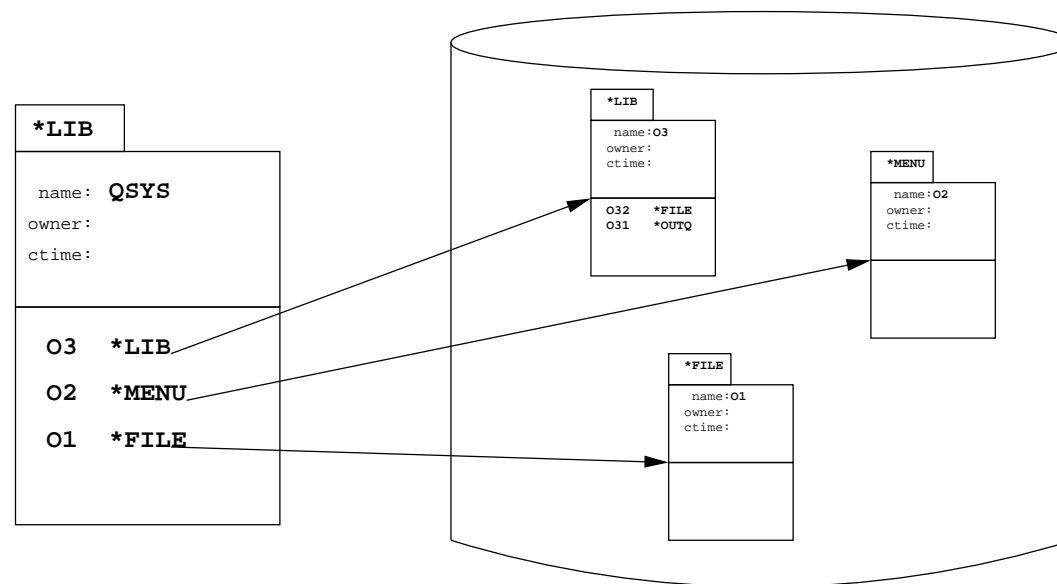 *LIB
name: QSYS
owner:
ctime:
O3 *LIB
O2 *MENU
O1 *FILE
*LIB
name:O3
owner:
ctime:
O32 *FILE
O31 *OUTQ
*MENU
name:O2
owner:
ctime:
*FILE
name:O1
owner:
ctime: